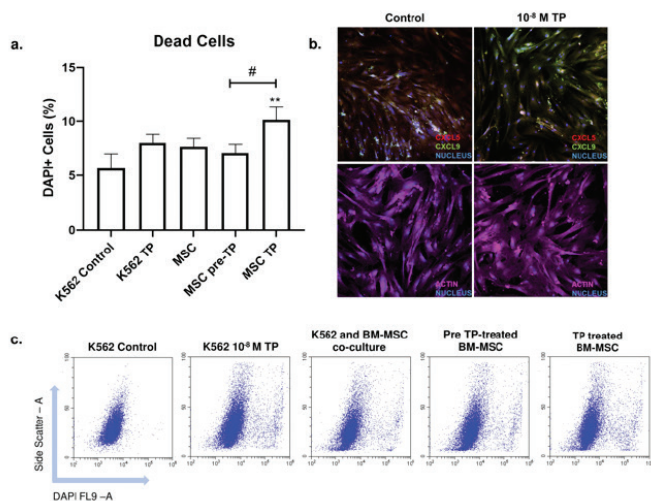 a.
Dead Cells
DAPI+ Cells (%)
15
10
5
0
#
**
K562 Control
K562 TP
MSC
MSC pre-TP
MSC TP
b.
Control
10⁻⁸ M TP
CXCL5
CXCL9
NUCLEUS
CXCL5
CXCL9
NUCLEUS
ACTIN
NUCLEUS
ACTIN
NUCLEUS
c.
K562 Control
K562 10⁻⁸ M TP
K562 and BM-MSC
co-culture
Pre TP-treated
BM-MSC
TP treated
BM-MSC
Side Scatter – A
DAPI FL9 –A